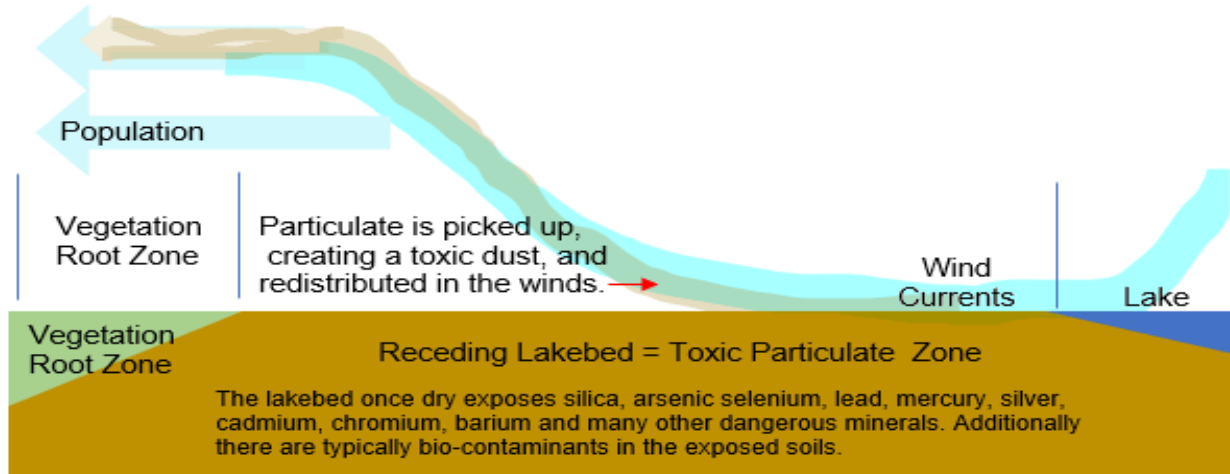 Population
Vegetation
Root Zone
Particulate is picked up,
creating a toxic dust, and
redistributed in the winds.
Wind
Currents
Lake
Vegetation
Root Zone
Receding Lakebed = Toxic Particulate Zone
The lakebed once dry exposes silica, arsenic selenium, lead, mercury, silver,
cadmium, chromium, barium and many other dangerous minerals. Additionally
there are typically bio-contaminants in the exposed soils.